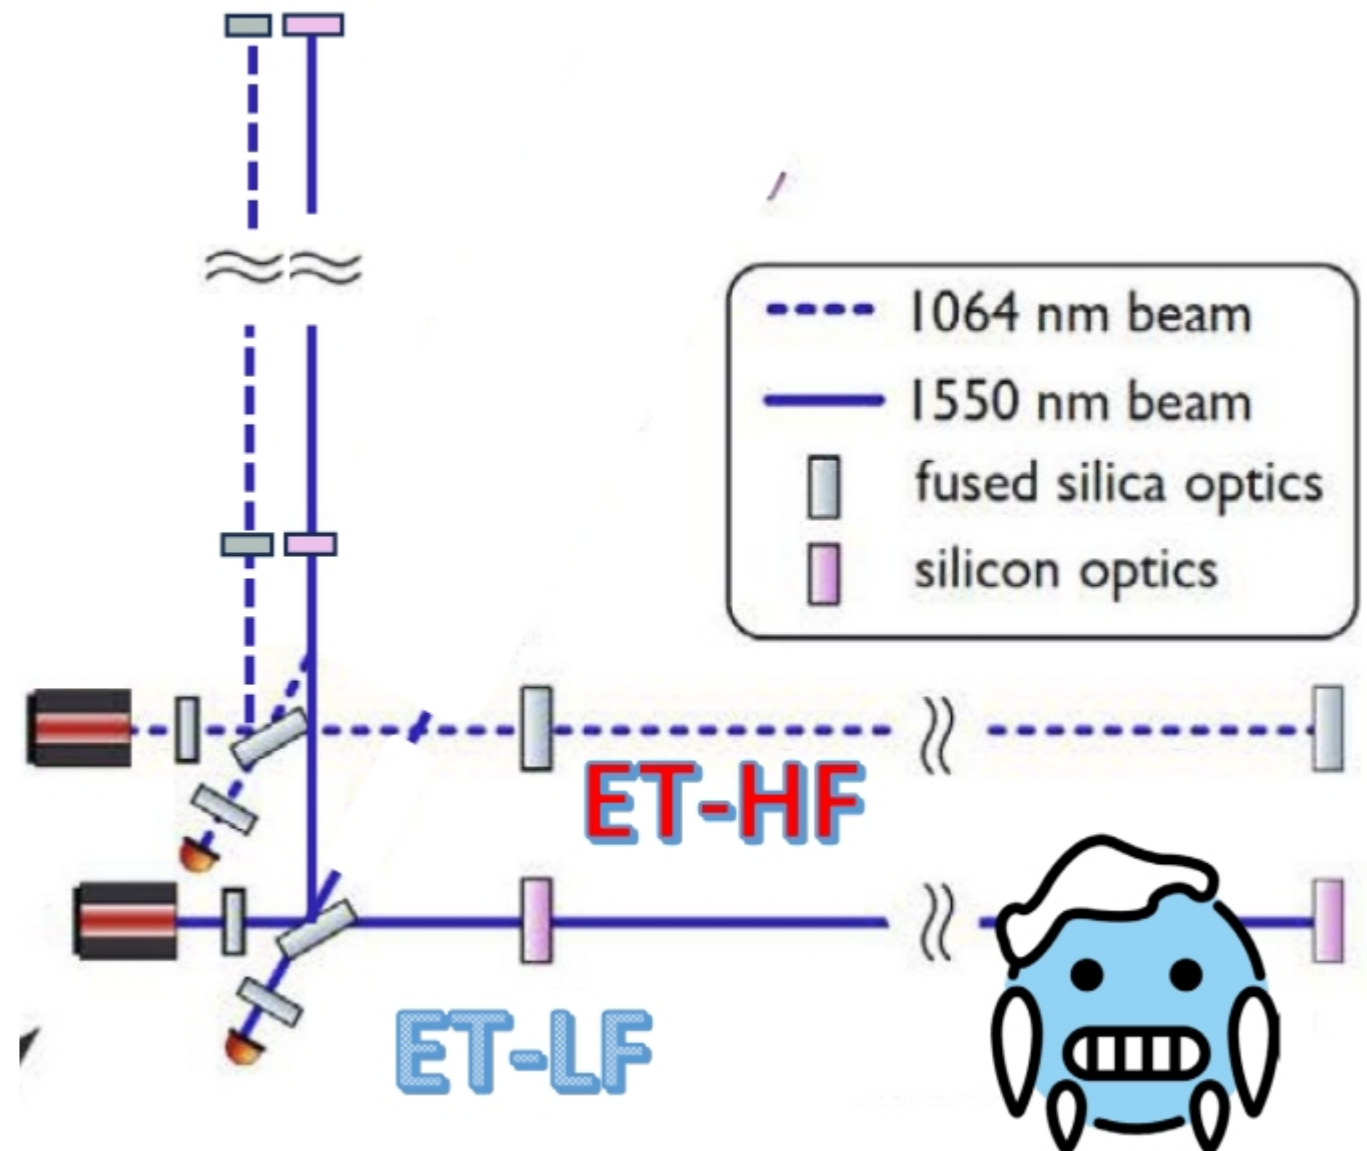 1064 nm beam
1550 nm beam
fused silica optics
silicon optics
ET-HF
ET-LF